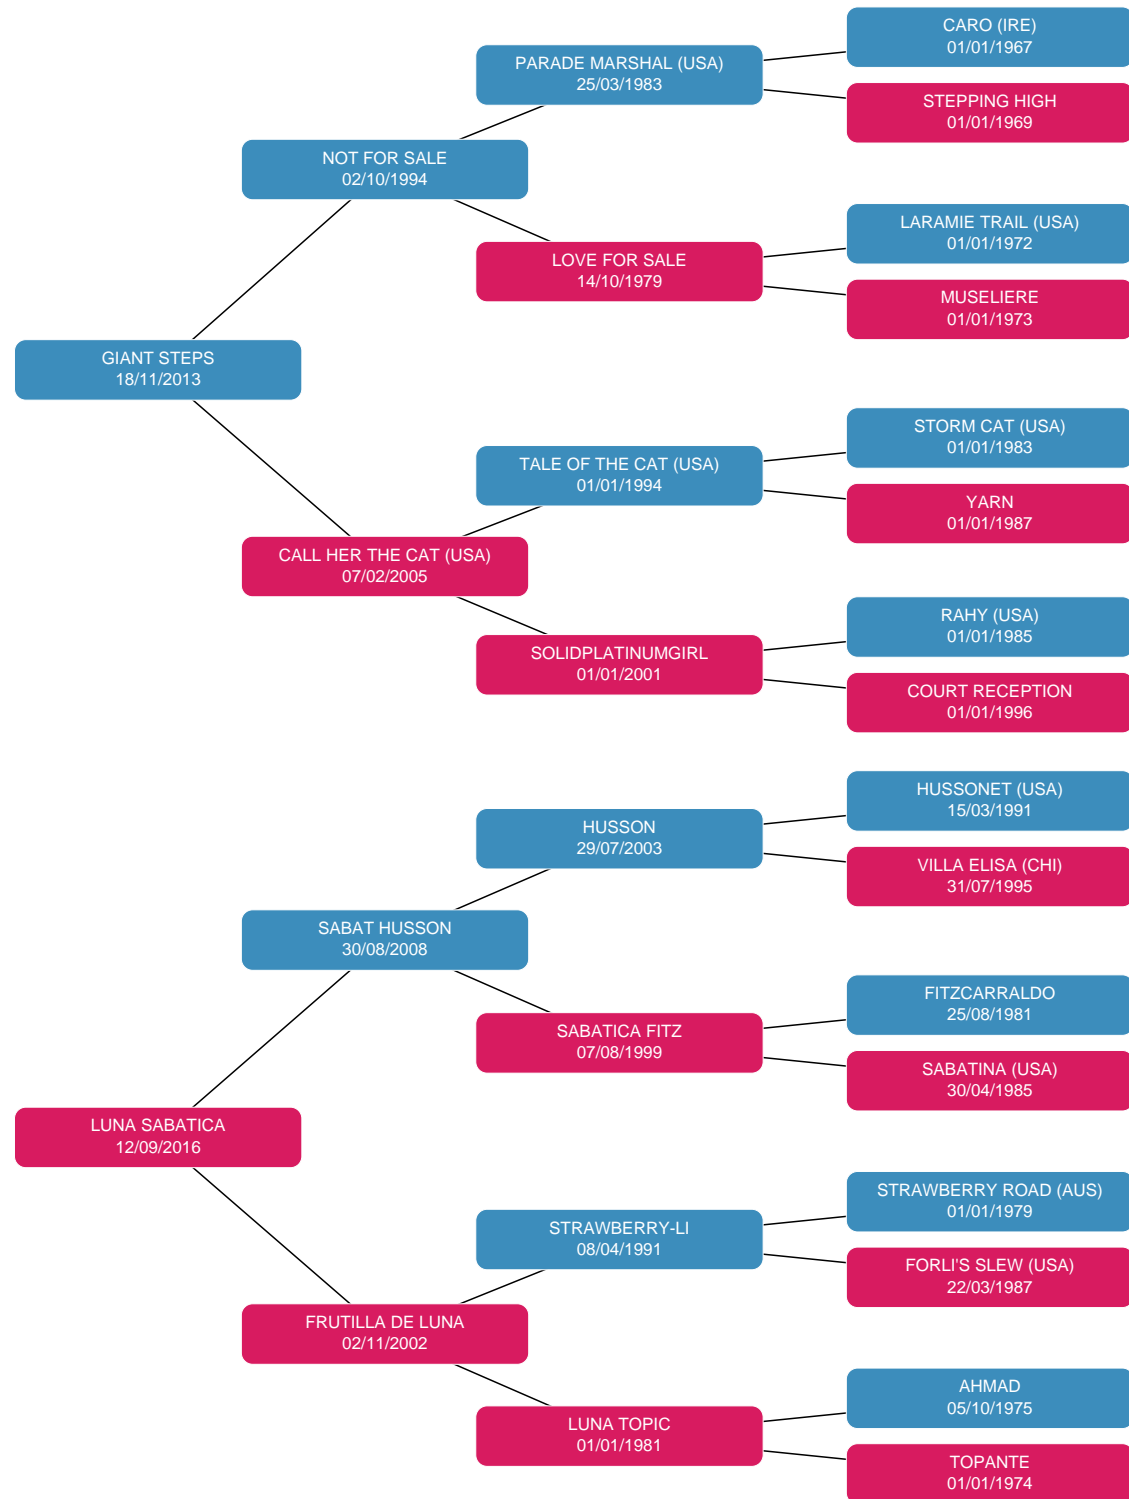 CARO (IRE)
01/01/1967
PARADE MARSHAL (USA)
25/03/1983
STEPPING HIGH
01/01/1969
NOT FOR SALE
02/10/1994
LARAMIE TRAIL (USA)
01/01/1972
LOVE FOR SALE
14/10/1979
MUSELIERE
01/01/1973
GIANT STEPS
18/11/2013
STORM CAT (USA)
01/01/1983
TALE OF THE CAT (USA)
01/01/1994
YARN
01/01/1987
CALL HER THE CAT (USA)
07/02/2005
RAHY (USA)
01/01/1985
SOLIDPLATINUMGIRL
01/01/2001
COURT RECEPTION
01/01/1996
HUSSONET (USA)
15/03/1991
HUSSON
29/07/2003
VILLA ELISA (CHI)
31/07/1995
SABAT HUSSON
30/08/2008
FITZCARRALDO
25/08/1981
SABATICA FITZ
07/08/1999
SABATINA (USA)
30/04/1985
LUNA SABATICA
12/09/2016
STRAWBERRY ROAD (AUS)
01/01/1979
STRAWBERRY-LI
08/04/1991
FORLI'S SLEW (USA)
22/03/1987
FRUTILLA DE LUNA
02/11/2002
AHMAD
05/10/1975
LUNA TOPIC
01/01/1981
TOPANTE
01/01/1974